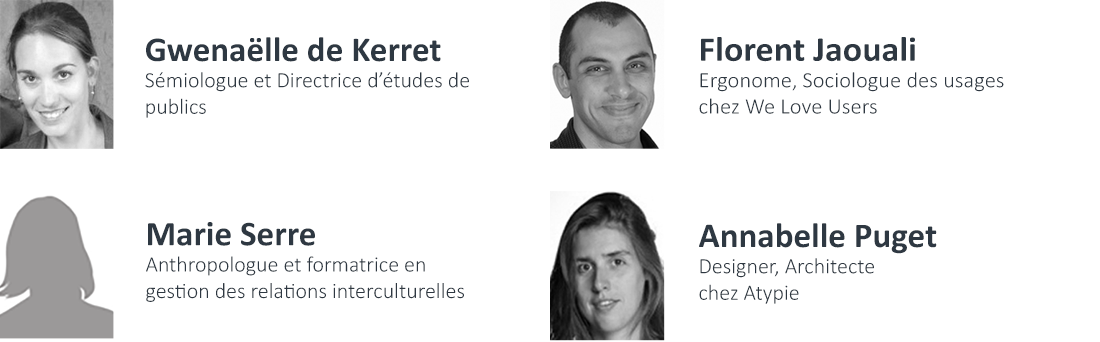 Gwenaëlle de Kerret
Sémiologue et Directrice d’études de
publics
Florent Jaouali
Ergonome, Sociologue des usages
chez We Love Users
Marie Serre
Anthropologue et formatrice en
gestion des relations interculturelles
Annabelle Puget
Designer, Architecte
chez Atypie